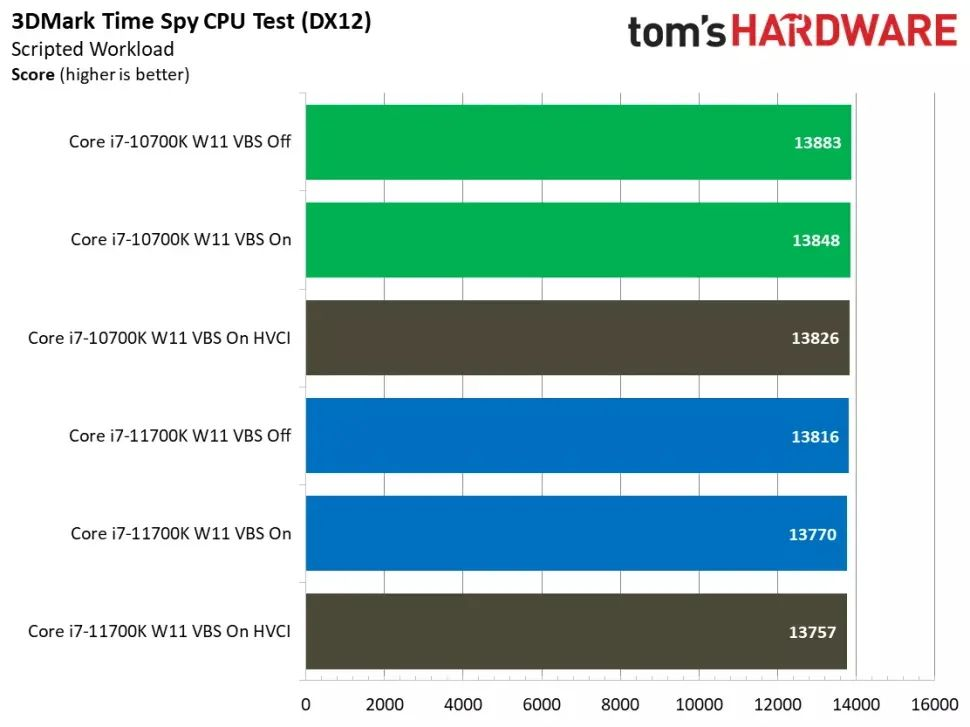 3DMark Time Spy CPU Test (DX12)
Scripted Workload
Score (higher is better)
tom's HARDWARE
Core i7-10700K W11 VBS Off 13883
Core i7-10700K W11 VBS On 13848
Core i7-10700K W11 VBS On HVCI 13826
Core i7-11700K W11 VBS Off 13816
Core i7-11700K W11 VBS On 13770
Core i7-11700K W11 VBS On HVCI 13757
0 2000 4000 6000 8000 10000 12000 14000 16000